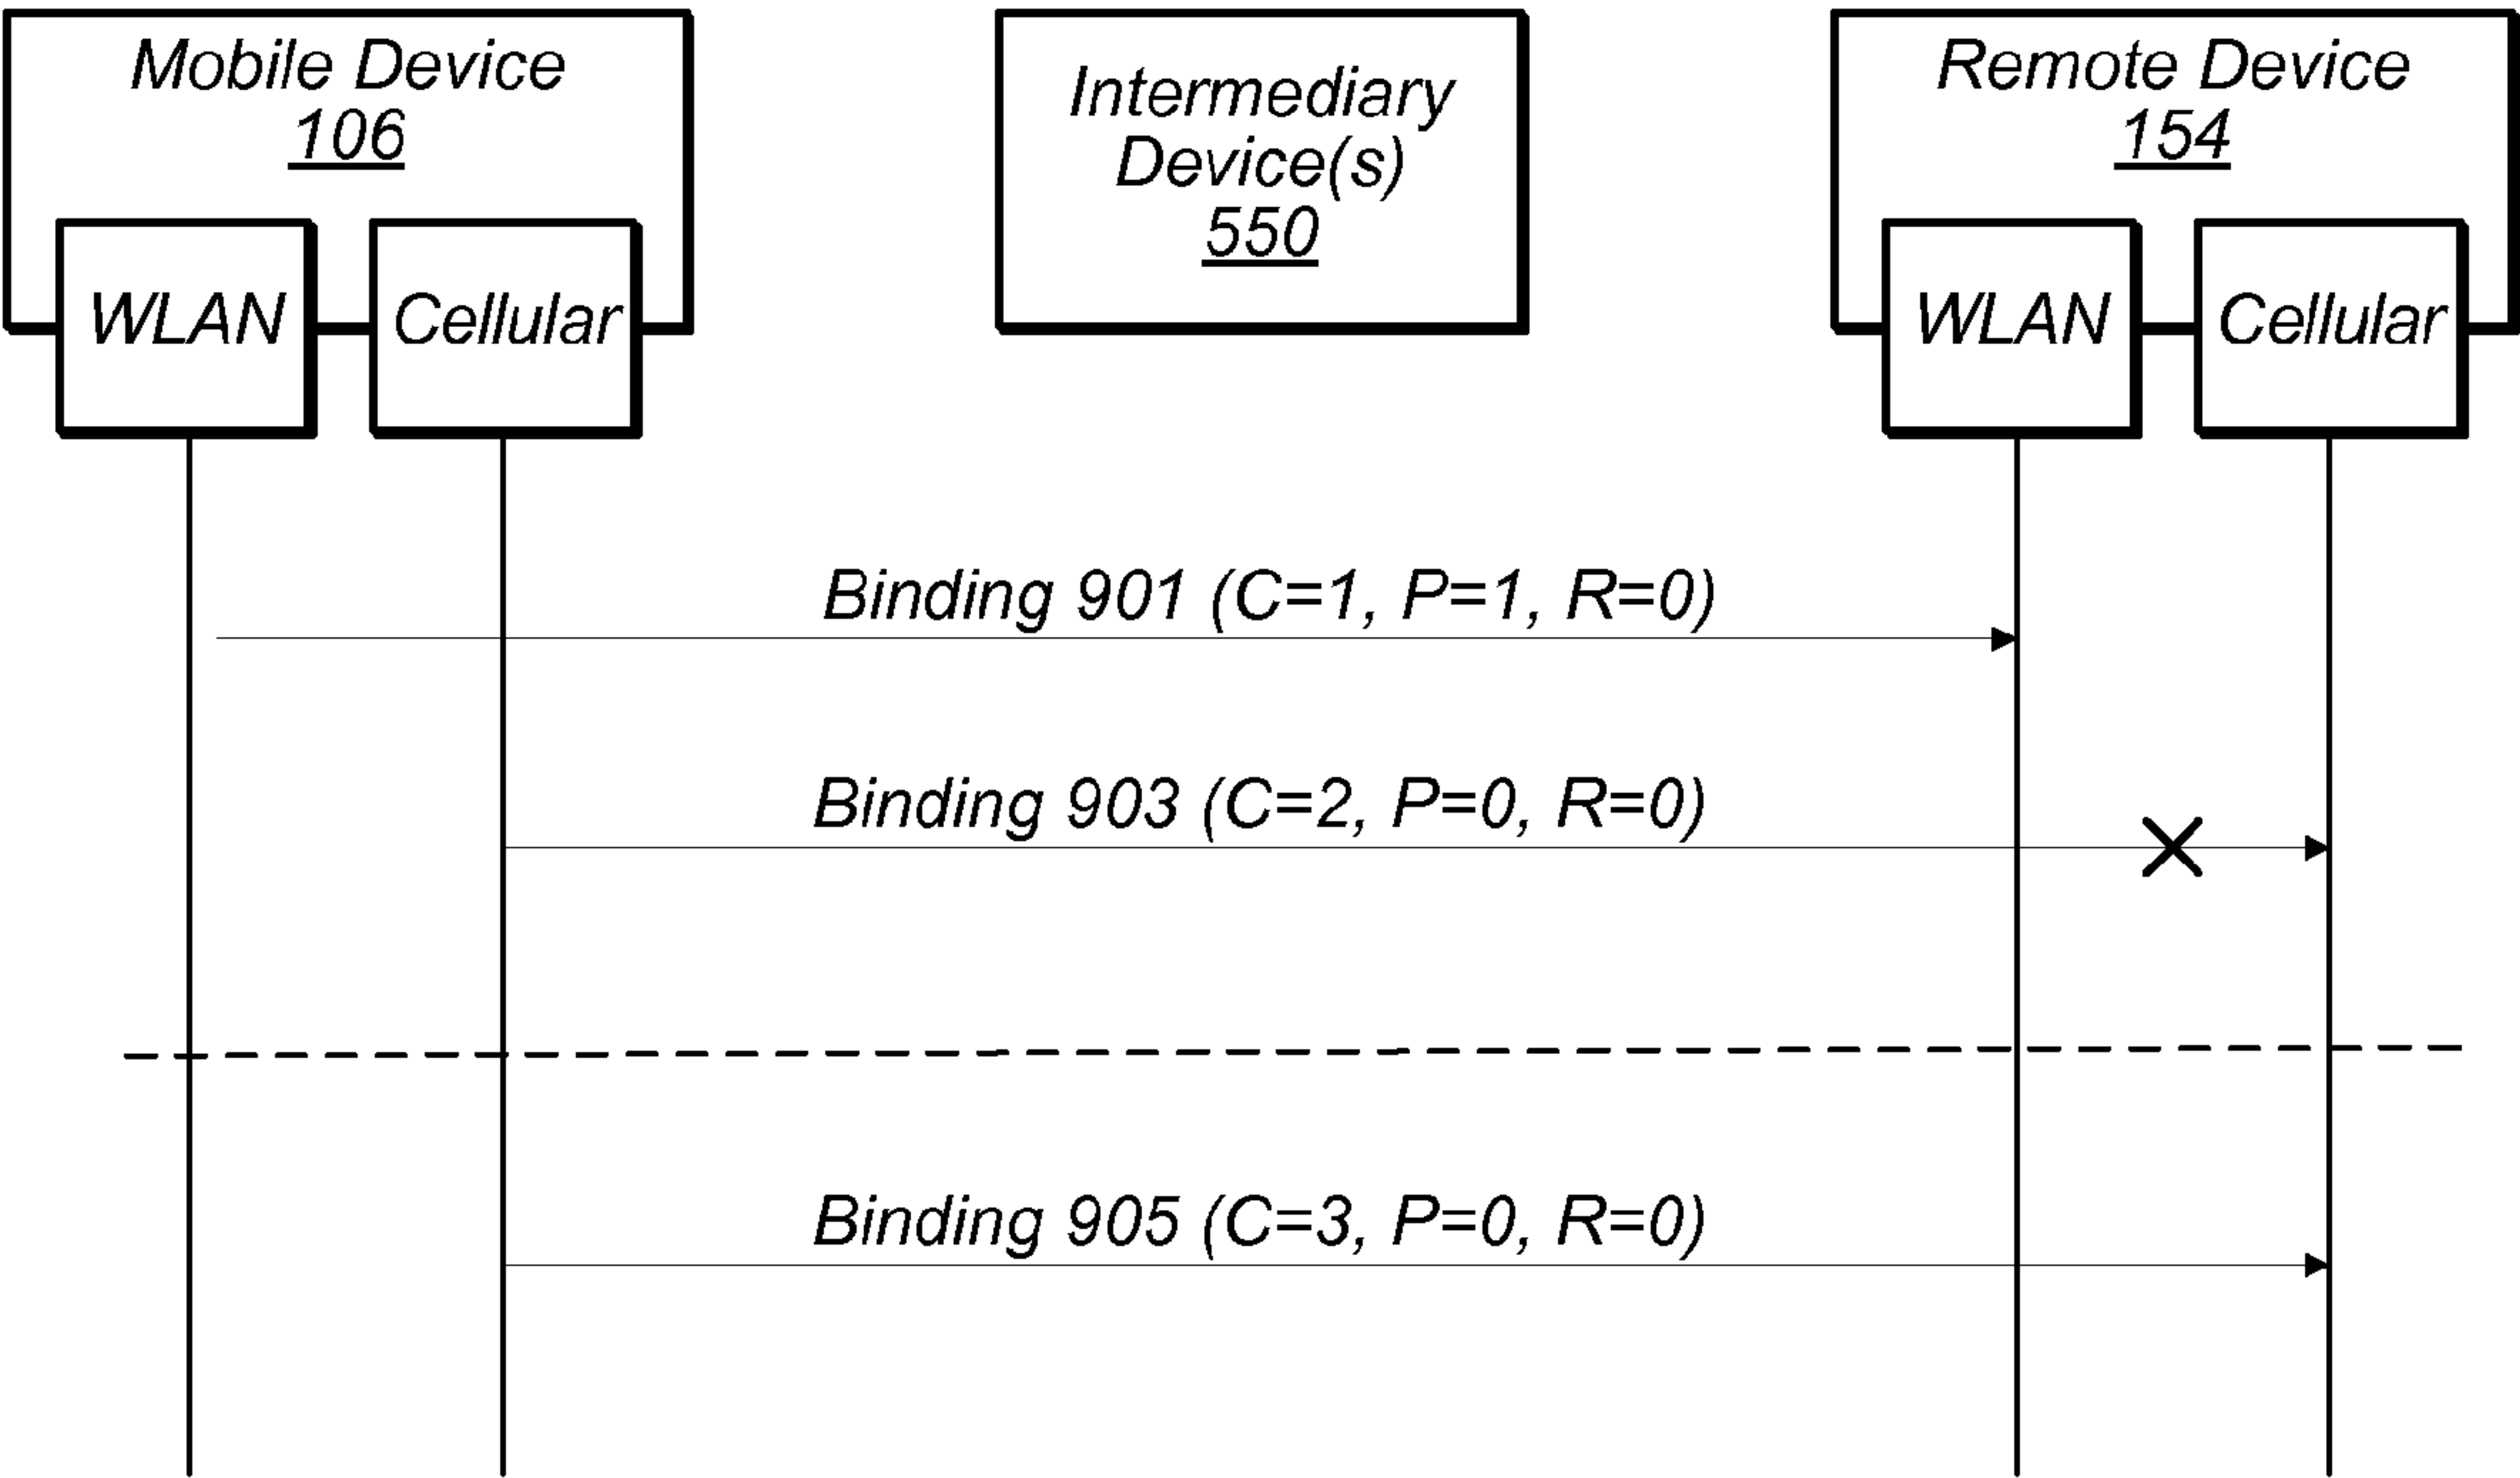 Mobile Device
106
WLAN
Cellular
Intermediary
Device(s)
550
Remote Device
154
WLAN
Cellular
Binding 901 (C=1, P=1, R=0)
Binding 903 (C=2, P=0, R=0)
Binding 905 (C=3, P=0, R=0)